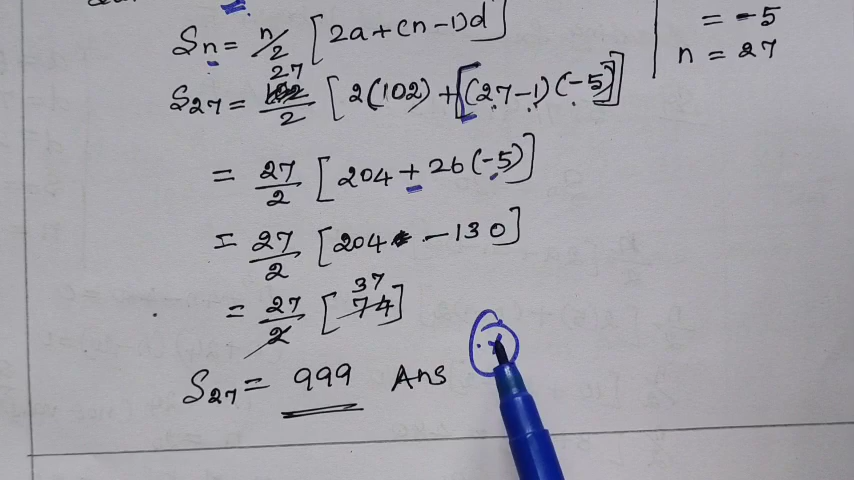 Sn = n/2 [2a + (n-1)d]
= -5
n = 27
S27 = 27/2 [2(102) + [(27-1)(-5)]]
= 27/2 [204 + 26(-5)]
= 27/2 [204 - 130]
= 27/2 [74] 37
S27 = 999 Ans